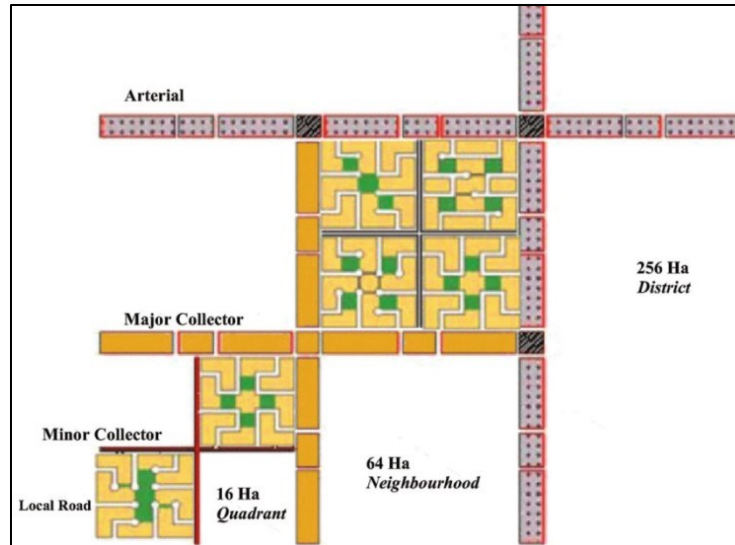 Arterial
256 Ha
District
Major Collector
Minor Collector
64 Ha
Neighbourhood
16 Ha
Quadrant
Local Road